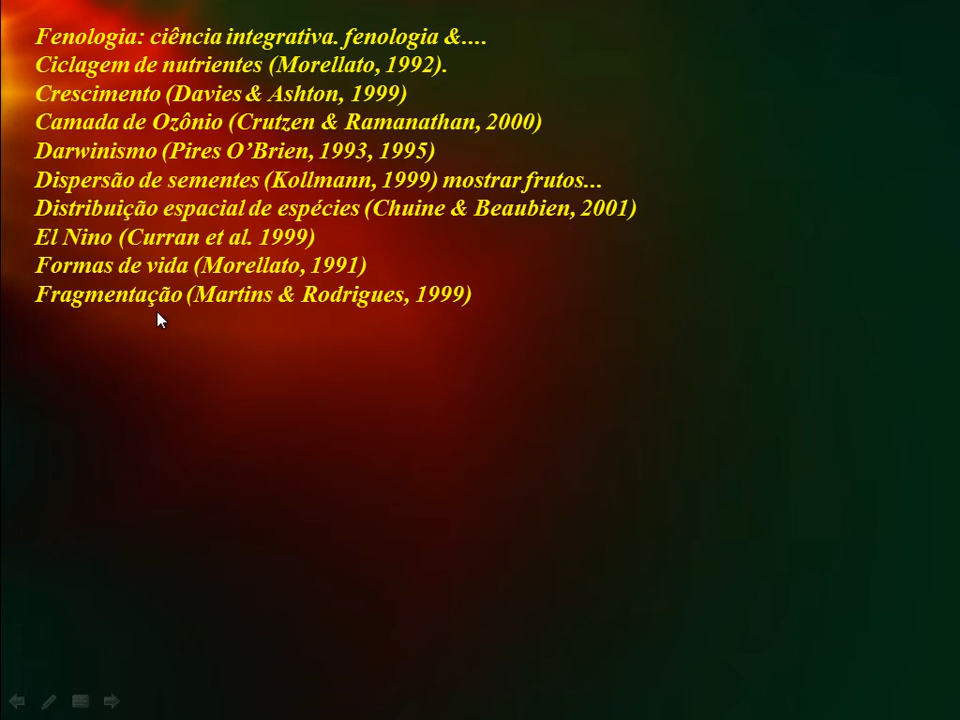 Fenologia: ciência integrativa. fenologia &....
Ciclagem de nutrientes (Morellato, 1992).
Crescimento (Davies & Ashton, 1999)
Camada de Ozônio (Crutzen & Ramanathan, 2000)
Darwinismo (Pires O’Brien, 1993, 1995)
Dispersão de sementes (Kollmann, 1999) mostrar frutos...
Distribuição espacial de espécies (Chuine & Beaubien, 2001)
El Nino (Curran et al. 1999)
Formas de vida (Morellato, 1991)
Fragmentação (Martins & Rodrigues, 1999)